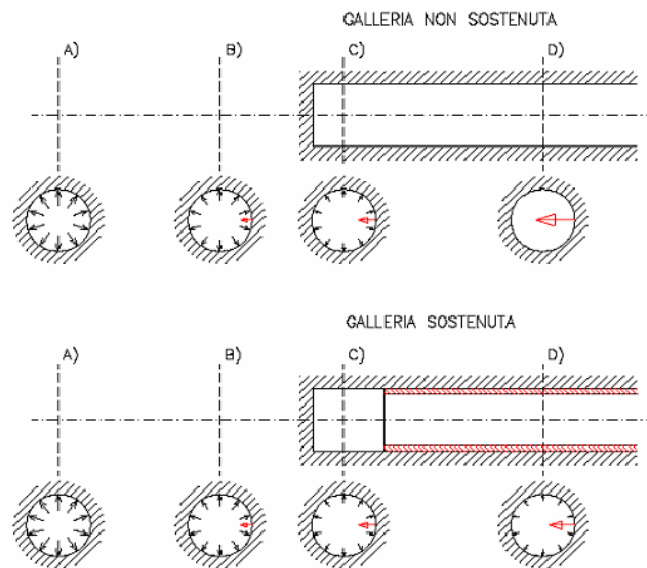 GALLERIA NON SOSTENUTA
A) B) C) D)
GALLERIA SOSTENUTA
A) B) C) D)